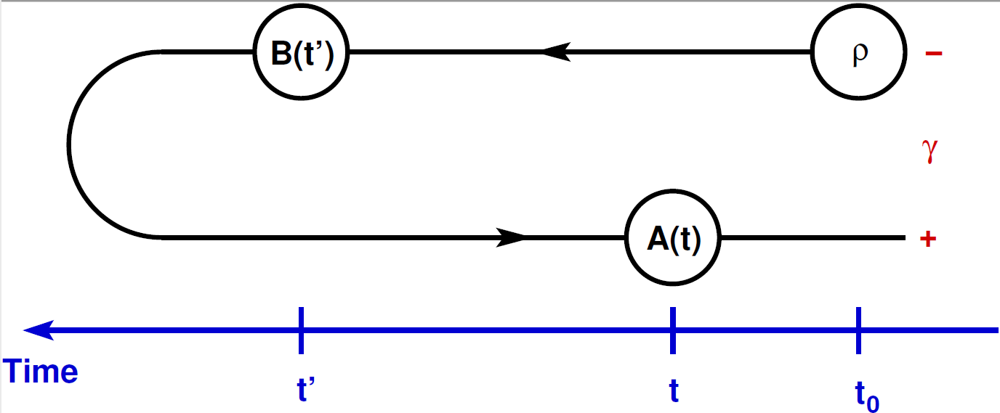 B(t’) ρ −
γ
A(t) +
Time
t’ t t0